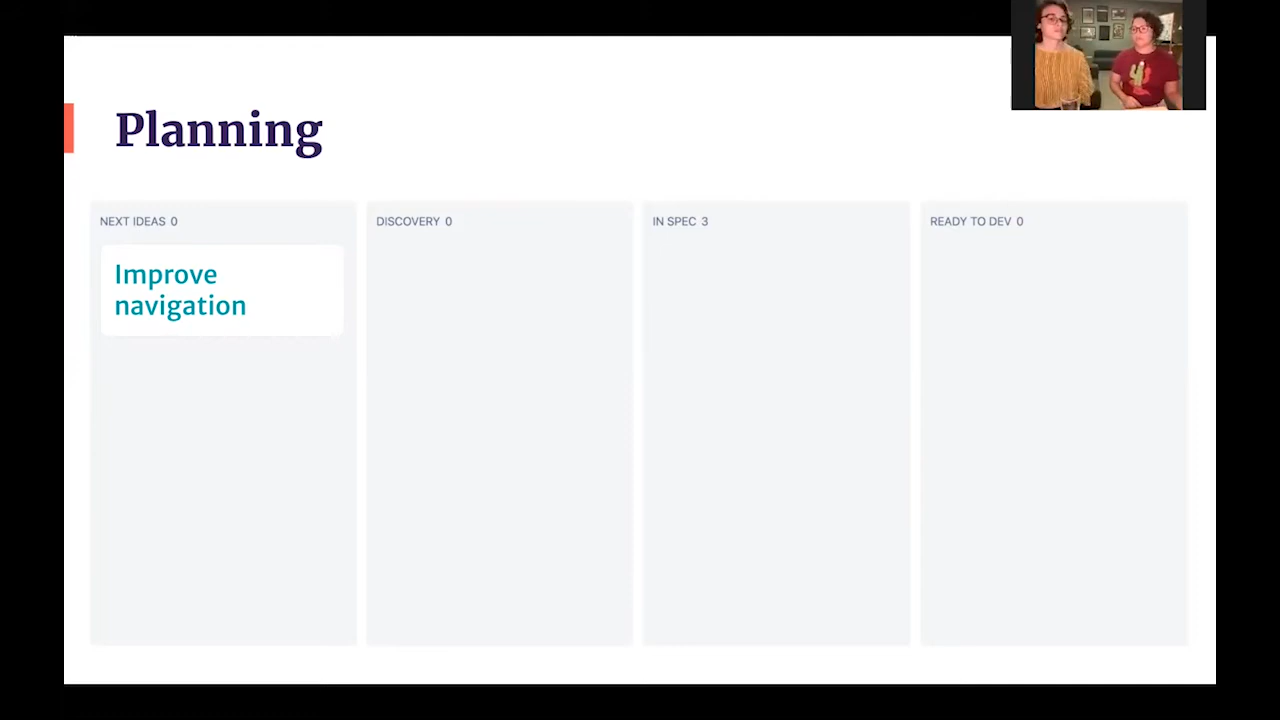 Planning
NEXT IDEAS 0
Improve
navigation
DISCOVERY 0
IN SPEC 3
READY TO DEV 0